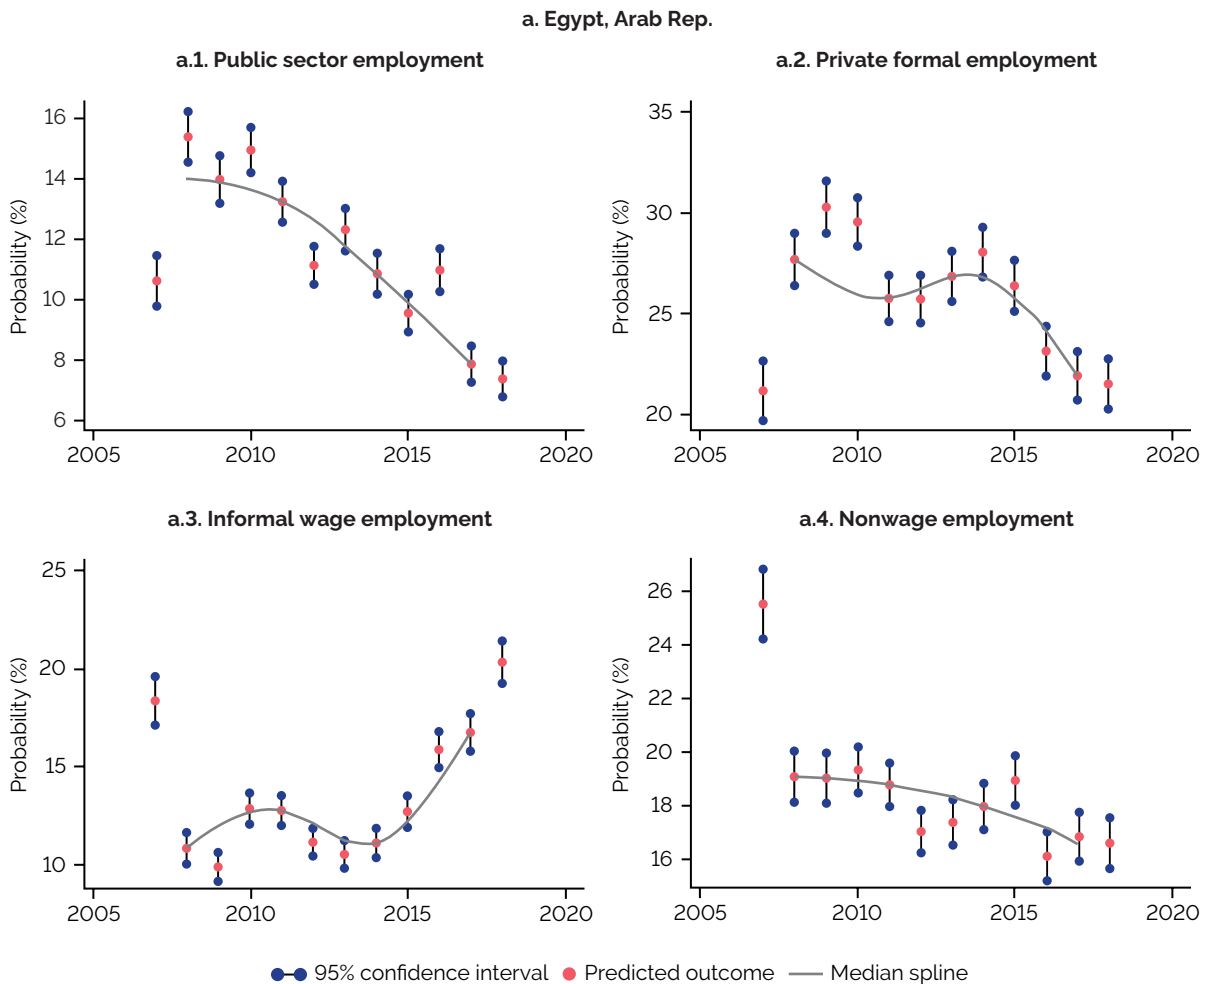 a. Egypt, Arab Rep.
a.1. Public sector employment
Probability (%)
16
14
12
10
8
6
2005 2010 2015 2020
a.2. Private formal employment
Probability (%)
35
30
25
20
2005 2010 2015 2020
a.3. Informal wage employment
Probability (%)
25
20
15
10
2005 2010 2015 2020
a.4. Nonwage employment
Probability (%)
26
24
22
20
18
16
2005 2010 2015 2020
95% confidence interval Predicted outcome Median spline